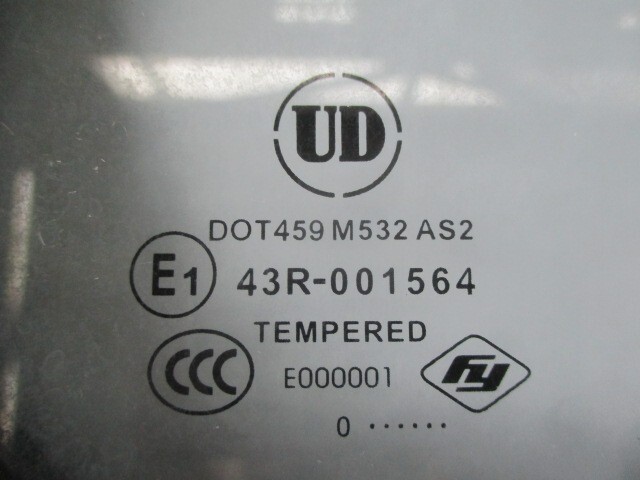 UD
DOT459 M532 AS2
E1 43R-001564
TEMPERED
CCC E000001 FY
0 ······